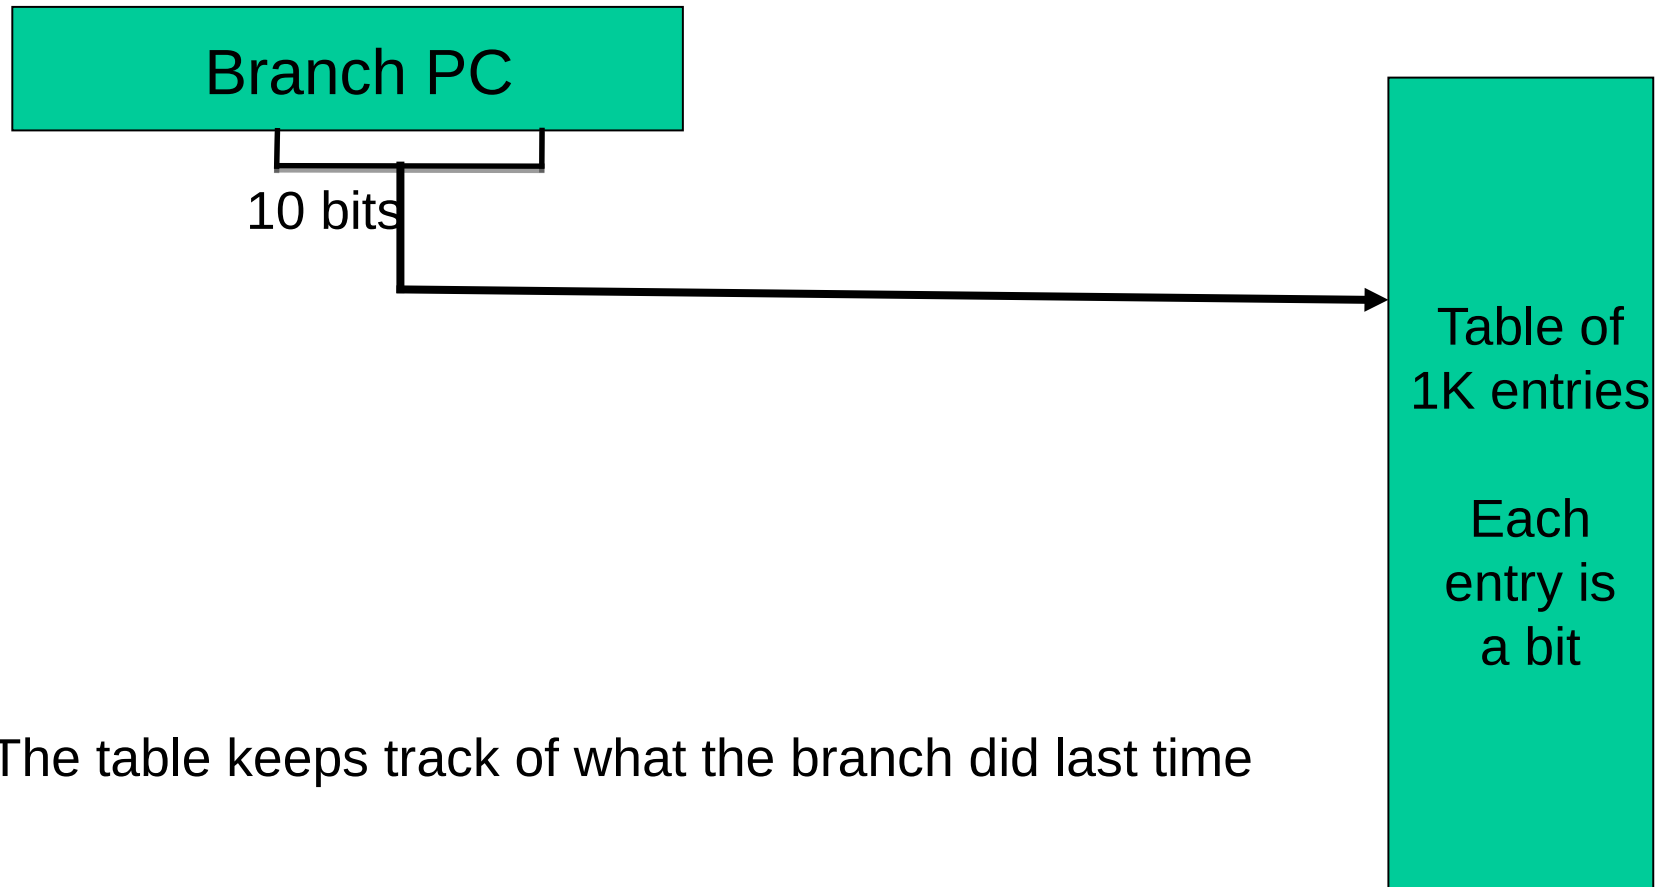 Branch PC
10 bits
Table of
1K entries
Each
entry is
a bit
The table keeps track of what the branch did last time